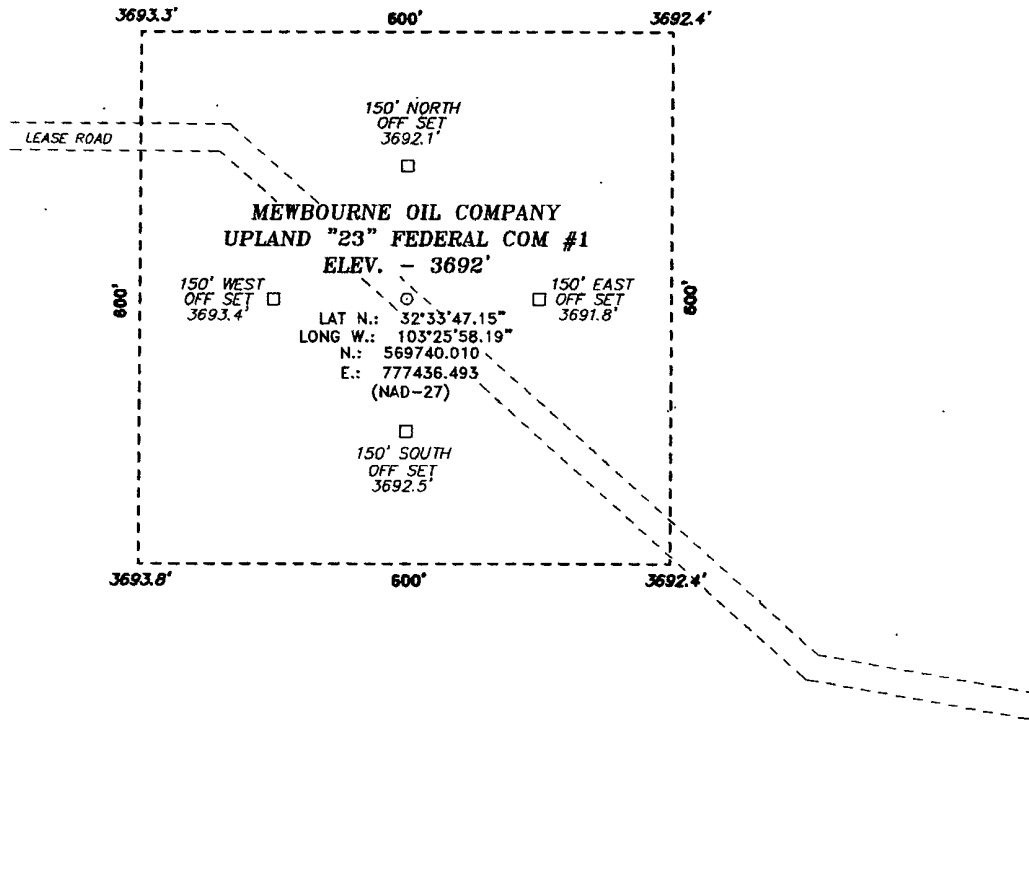 3693.3'
600'
3692.4'
150' NORTH
OFF SET
3692.1'
LEASE ROAD
MEWBOURNE OIL COMPANY
UPLAND "23" FEDERAL COM #1
ELEV. - 3692'
150' WEST
OFF SET
3693.4'
150' EAST
OFF SET
3691.8'
600'
600'
LAT N.: 32°33'47.15"
LONG W.: 103°25'58.19"
N.: 569740.010
E.: 777436.493
(NAD-27)
150' SOUTH
OFF SET
3692.5'
3693.8'
600'
3692.4'